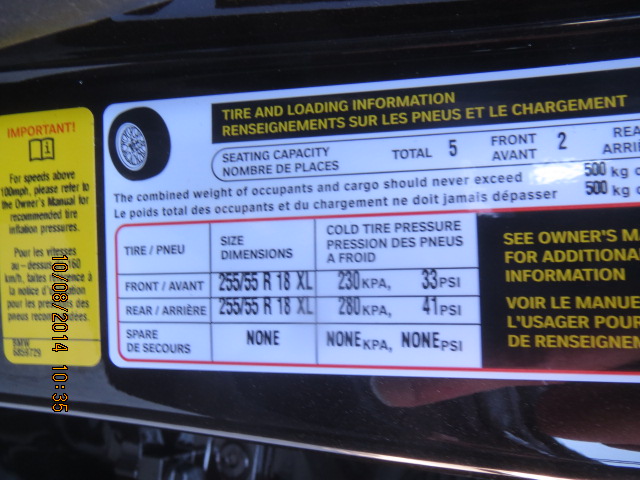 IMPORTANT!
For speeds above
100mph, please refer to
the Owner's Manual for
recommended tire
inflation pressures.
Pour les vitesses
au-dessus 160
km/h, faites référence à
la notice d'utilisation
pour les pressions des
pneus recommandées.
BMW
6858729
TIRE AND LOADING INFORMATION
RENSEIGNEMENTS SUR LES PNEUS ET LE CHARGEMENT
SEATING CAPACITY
NOMBRE DE PLACES
TOTAL 5
FRONT
AVANT 2
REA
ARRIÈ
The combined weight of occupants and cargo should never exceed 500 kg o
Le poids total des occupants et du chargement ne doit jamais dépasser 500 kg o
TIRE / PNEU
SIZE
DIMENSIONS
COLD TIRE PRESSURE
PRESSION DES PNEUS
A FROID
FRONT / AVANT 255/55 R 18 XL 230 KPA, 33 PSI
REAR / ARRIÈRE 255/55 R 18 XL 280 KPA, 41 PSI
SPARE
DE SECOURS
NONE NONE KPA, NONE PSI
SEE OWNER'S MA
FOR ADDITIONA
INFORMATION
VOIR LE MANUE
L'USAGER POUR
DE RENSEIGNEM
10/08/2014 10:35